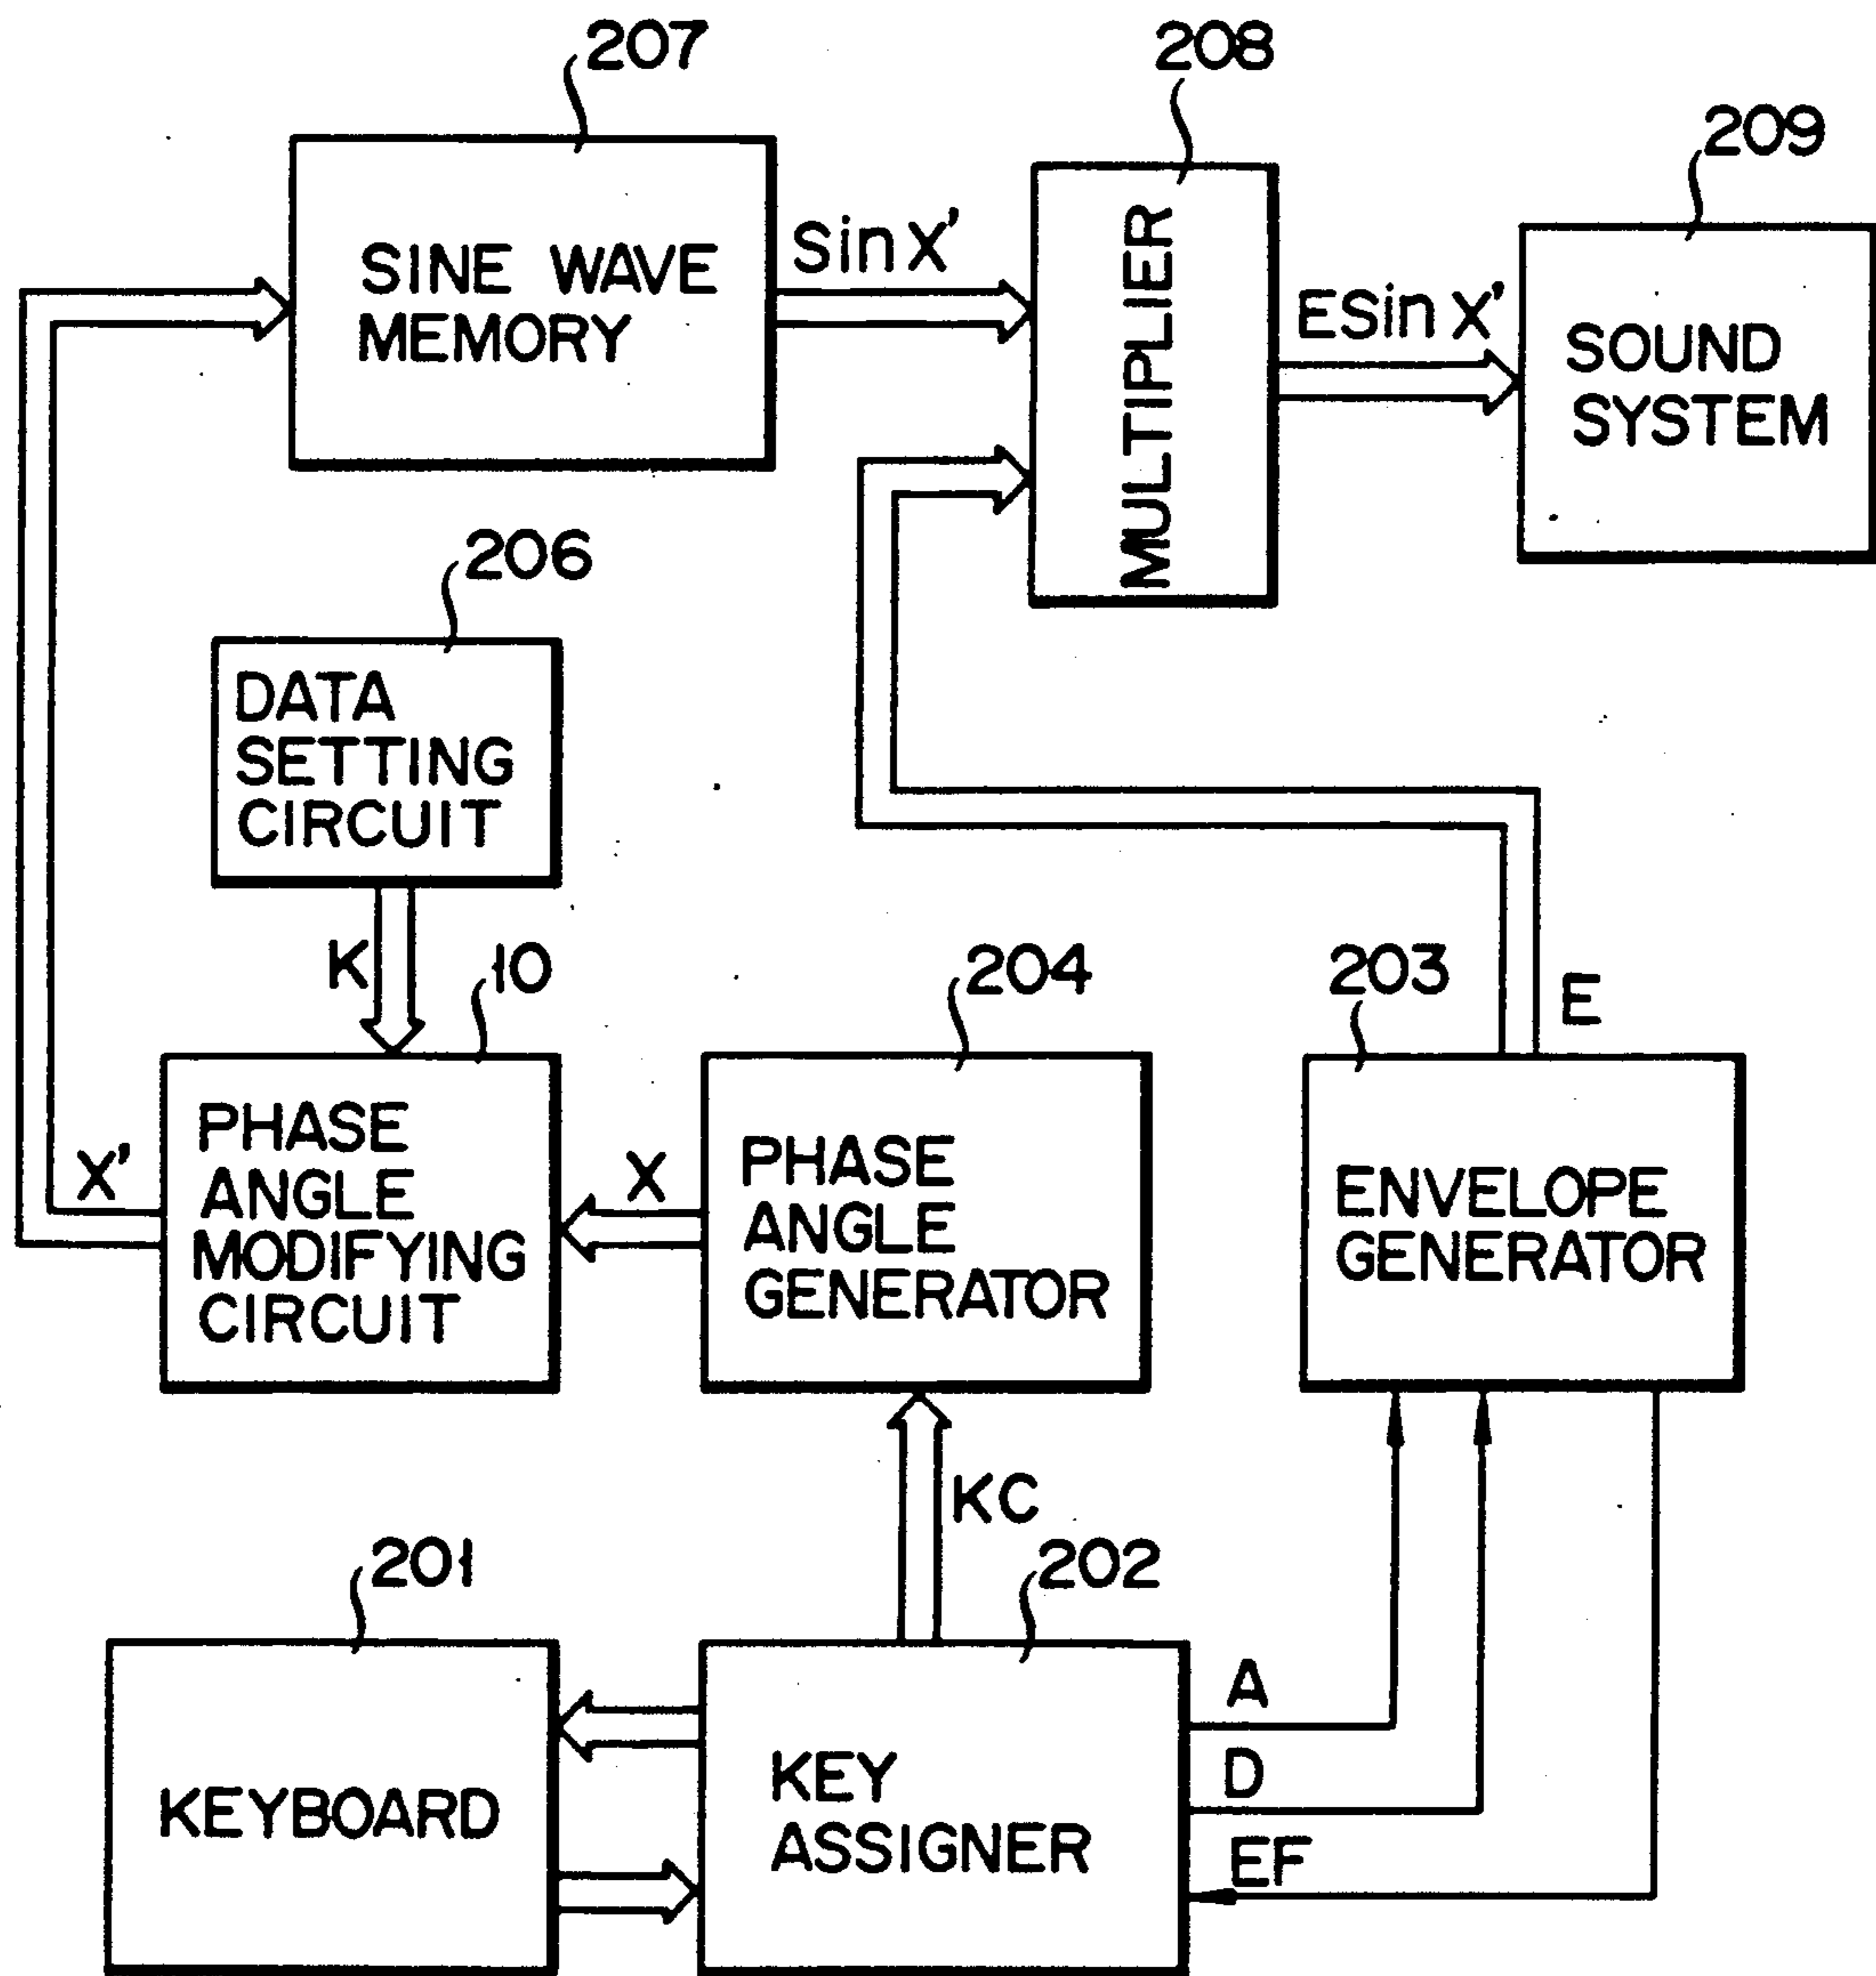 207
208
209
SINE WAVE
MEMORY
Sin X'
MULTIPLIER
ESin X'
SOUND
SYSTEM
206
DATA
SETTING
CIRCUIT
K
10
204
203
E
X'
PHASE
ANGLE
MODIFYING
CIRCUIT
X
PHASE
ANGLE
GENERATOR
ENVELOPE
GENERATOR
KC
201
202
KEYBOARD
KEY
ASSIGNER
A
D
EF